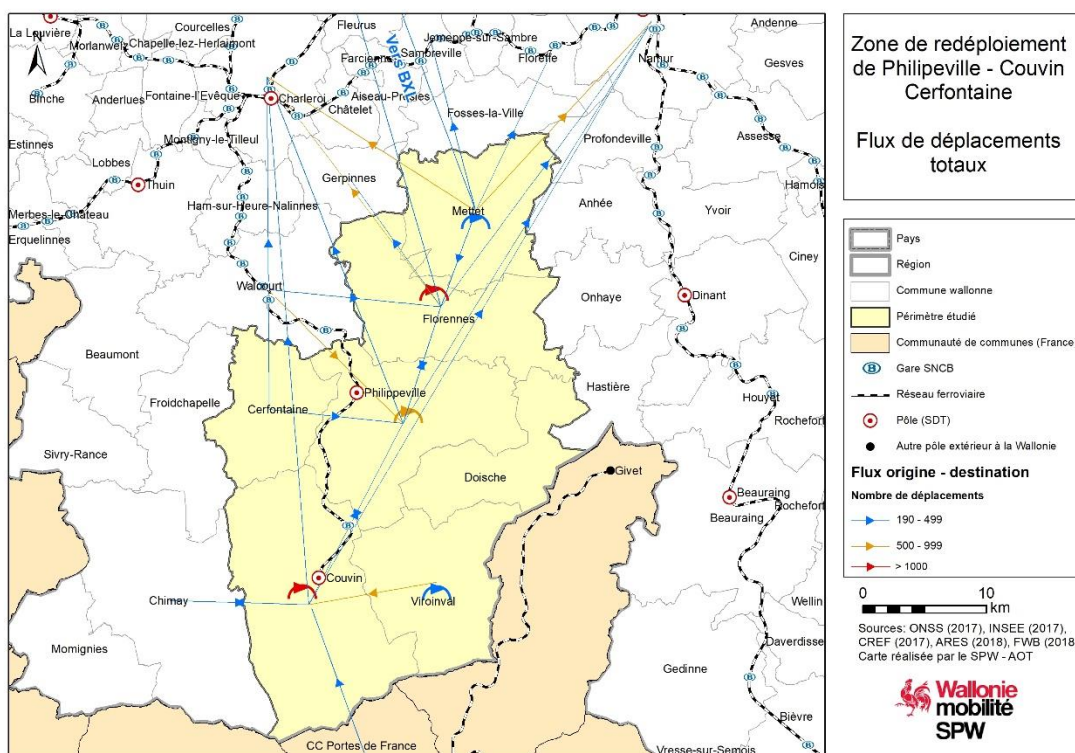 La Louvière
Courcelles
Fleurus
Andenne
Morlanwelz
Chapelle-lez-Herlaimont
Farciennes
Sambreville
Jemeppe-sur-Sambre
Floreffe
Namur
Gesves
N
Vers BXL
Binche
Anderlues
Fontaine-l'Evêque
Charleroi
Aiseau-Presles
Châtelet
Fosses-la-Ville
Profondeville
Assesse
Estinnes
Montigny-le-Tilleul
Lobbes
Thuin
Gerpinnes
Hamois
Merbes-le-Château
Ham-sur-Heure-Nalinnes
Mettet
Anhée
Yvoir
Erquelinnes
Ciney
Walcourt
Florennes
Onhaye
Dinant
Beaumont
Philippeville
Hastière
Froidchapelle
Cerfontaine
Houyet
Rochefort
Sivry-Rance
Doische
Givet
Beauraing
Rochefort
Beauraing
Couvin
Chimay
Viroinval
Wellin
Daverdisse
Momignies
Gedinne
Bièvre
CC Portes de France
Vresse-sur-Semois
Zone de redéploiement
de Philipeville - Couvin
Cerfontaine
Flux de déplacements
totaux
Pays
Région
Commune wallonne
Périmètre étudié
Communauté de communes (France
B Gare SNCB
Réseau ferroviaire
Pôle (SDT)
Autre pôle extérieur à la Wallonie
Flux origine - destination
Nombre de déplacements
190 - 499
500 - 999
> 1000
0 10
km
Sources: ONSS (2017), INSEE (2017),
CREF (2017), ARES (2018), FWB (2018
Carte réalisée par le SPW - AOT
Wallonie
mobilité
SPW